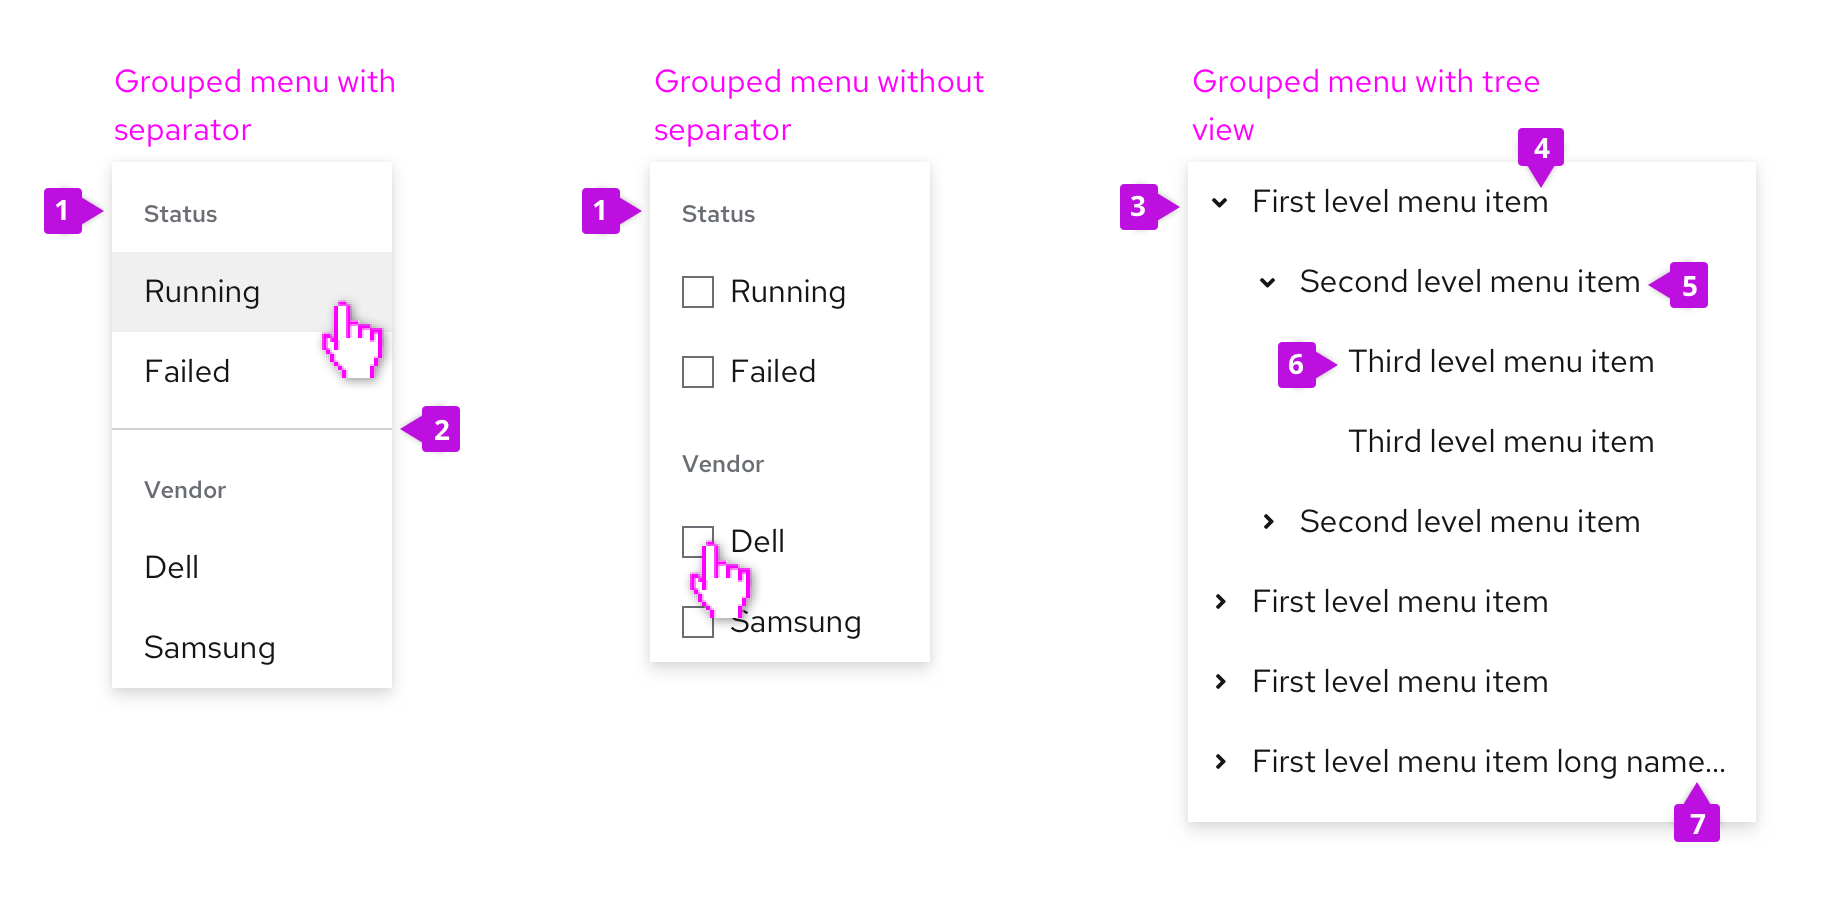 Grouped menu with
separator
1
Status
Running
Failed
2
Vendor
Dell
Samsung
Grouped menu without
separator
1
Status
Running
Failed
Vendor
Dell
Samsung
Grouped menu with tree
view
4
3
First level menu item
Second level menu item
5
6
Third level menu item
Third level menu item
Second level menu item
First level menu item
First level menu item
First level menu item long name...
7